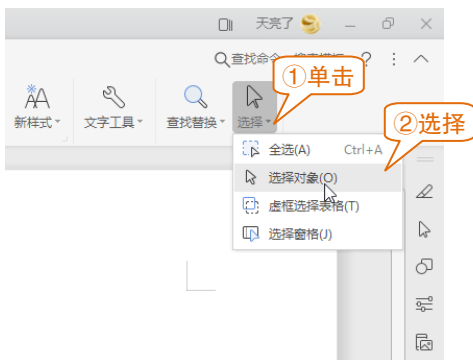 天亮了
查找命令
①单击
新样式
文字工具
查找替换
选择
②选择
全选(A) Ctrl+A
选择对象(O)
虚框选择表格(T)
选择窗格(J)